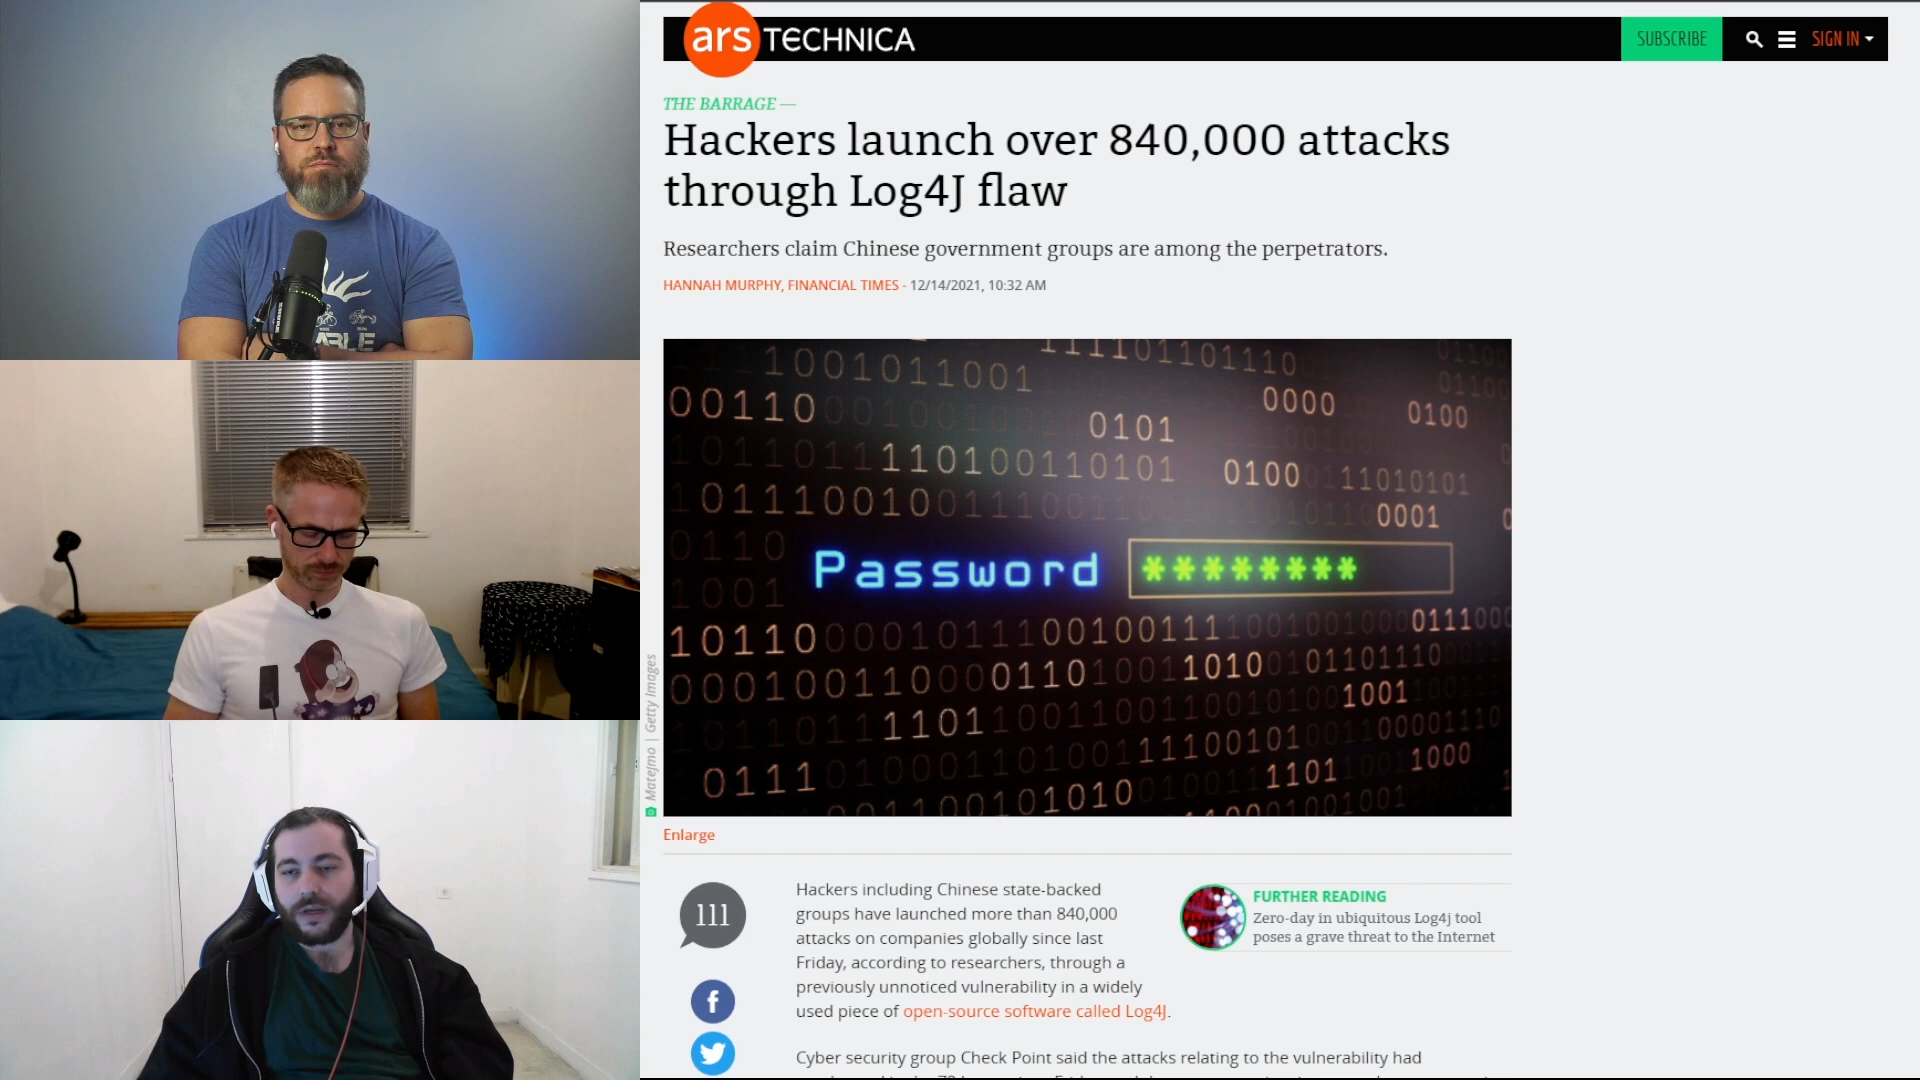 ars TECHNICA
SUBSCRIBE
SIGN IN
THE BARRAGE —
Hackers launch over 840,000 attacks
through Log4J flaw
Researchers claim Chinese government groups are among the perpetrators.
HANNAH MURPHY, FINANCIAL TIMES - 12/14/2021, 10:32 AM
Password ********
MateJmo | Getty Images
Enlarge
111
Hackers including Chinese state-backed
groups have launched more than 840,000
attacks on companies globally since last
Friday, according to researchers, through a
previously unnoticed vulnerability in a widely
used piece of open-source software called Log4J.
FURTHER READING
Zero-day in ubiquitous Log4j tool
poses a grave threat to the Internet
Cyber security group Check Point said the attacks relating to the vulnerability had